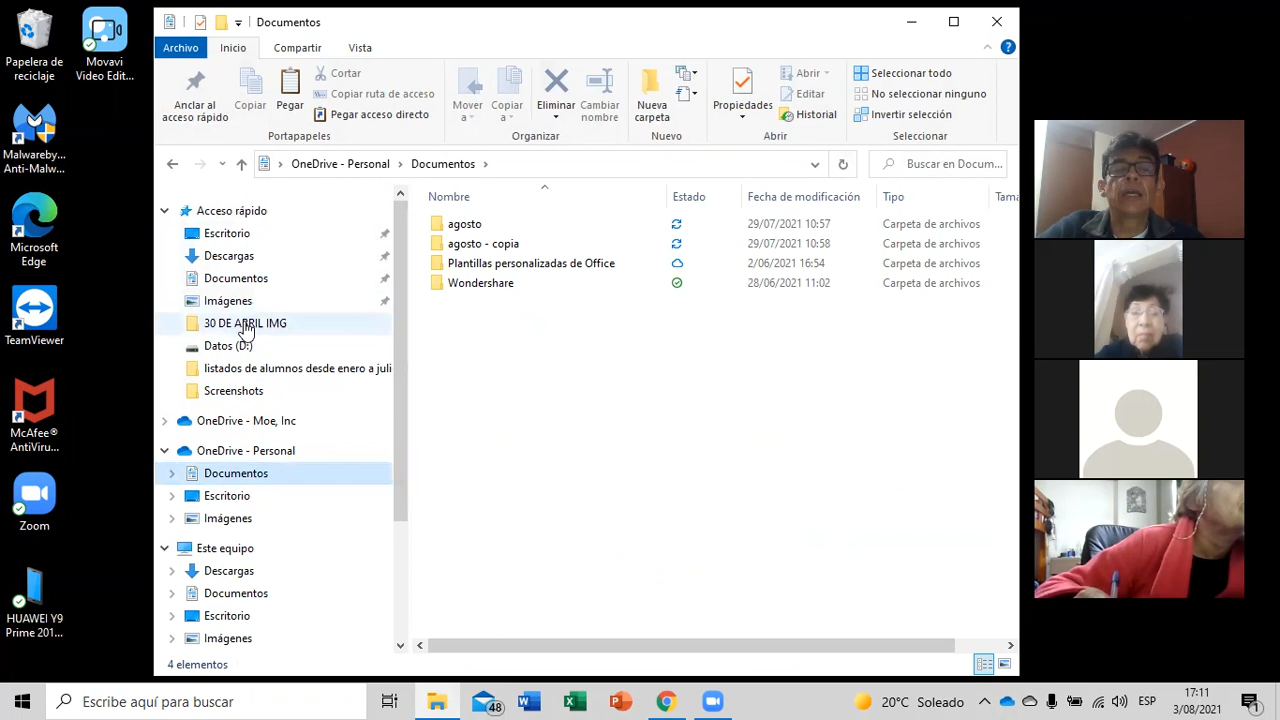 Papelera de
reciclaje
Movavi
Video Edit...
Malwareby...
Anti-Malw...
Microsoft
Edge
TeamViewer
McAfee®
AntiViru...
Zoom
HUAWEI Y9
Prime 201...
Documentos
Archivo Inicio Compartir Vista
Anclar al
acceso rápido
Copiar
Pegar
Cortar
Copiar ruta de acceso
Pegar acceso directo
Portapapeles
Mover
a
Copiar
a
Eliminar
Cambiar
nombre
Organizar
Nueva
carpeta
Nuevo
Propiedades
Abrir
Editar
Historial
Abrir
Seleccionar todo
No seleccionar ninguno
Invertir selección
Seleccionar
OneDrive - Personal > Documentos >
Buscar en Docum...
Acceso rápido
Escritorio
Descargas
Documentos
Imágenes
30 DE ABRIL IMG
Datos (D:)
listados de alumnos desde enero a juli
Screenshots
OneDrive - Moe, Inc
OneDrive - Personal
Documentos
Escritorio
Imágenes
Este equipo
Descargas
Documentos
Escritorio
Imágenes
Nombre Estado Fecha de modificación Tipo Tama
agosto 29/07/2021 10:57 Carpeta de archivos
agosto - copia 29/07/2021 10:58 Carpeta de archivos
Plantillas personalizadas de Office 2/06/2021 16:54 Carpeta de archivos
Wondershare 28/06/2021 11:02 Carpeta de archivos
4 elementos
Escribe aquí para buscar
48
20°C Soleado
ESP
17:11
3/08/2021
1